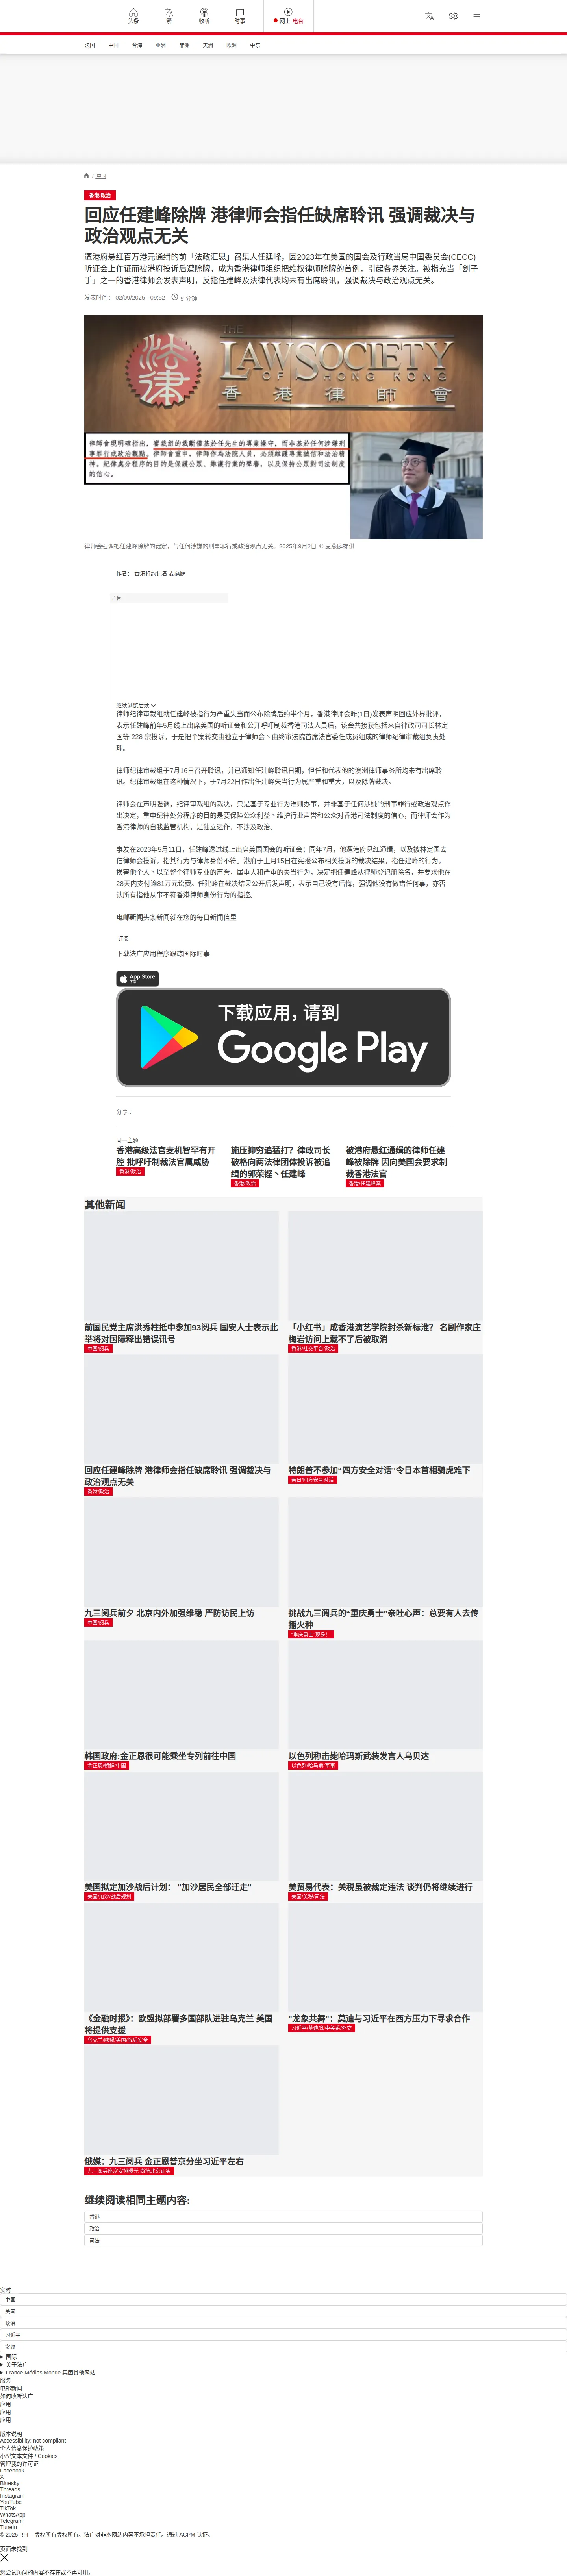 头条
繁
收听
时事
网上 电台
法国
中国
台海
亚洲
非洲
美洲
欧洲
中东
/ 中国
香港/政治
回应任建峰除牌 港律师会指任缺席聆讯 强调裁决与
政治观点无关
遭港府悬红百万港元通缉的前「法政汇思」召集人任建峰，因2023年在美国的国会及行政当局中国委员会(CECC)
听证会上作证而被港府投诉后遭除牌，成为香港律师组织把维权律师除牌的首例，引起各界关注。被指充当「刽子
手」之一的香港律师会发表声明，反指任建峰及法律代表均未有出席聆讯，强调裁决与政治观点无关。
发表时间： 02/09/2025 - 09:52
5 分钟
THE
LAW SOCIETY
OF HONG KONG
香港律師會
律師會現明確指出，審裁組的裁斷僅基於任先生的專業操守，而非基於任何涉嫌刑
事罪行或政治觀點。律師會重申，律師作為法院人員，必須維護專業誠信和法治精
神。紀律處分程序的目的是保護公眾、維護行業的聲譽，以及保持公眾對司法制度
的信心。
律师会强调把任建峰除牌的裁定，与任何涉嫌的刑事罪行或政治观点无关。2025年9月2日 © 麦燕庭提供
作者： 香港特约记者 麦燕庭
广告
继续浏览后续
律师纪律审裁组就任建峰被指行为严重失当而公布除牌后约半个月，香港律师会昨(1日)发表声明回应外界批评，
表示任建峰前年5月线上出席美国的听证会和公开呼吁制裁香港司法人员后，该会共接获包括来自律政司司长林定
国等 228 宗投诉，于是把个案转交由独立于律师会丶由终审法院首席法官委任成员组成的律师纪律审裁组负责处
理。
律师纪律审裁组于7月16日召开聆讯，并已通知任建峰聆讯日期，但任和代表他的澳洲律师事务所均未有出席聆
讯。纪律审裁组在这种情况下，于7月22日作出任建峰失当行为属严重和重大，以及除牌裁决。
律师会在声明强调，纪律审裁组的裁决，只是基于专业行为准则办事，并非基于任何涉嫌的刑事罪行或政治观点作
出决定，重申纪律处分程序的目的是要保障公众利益丶维护行业声誉和公众对香港司法制度的信心，而律师会作为
香港律师的自我监管机构，是独立运作，不涉及政治。
事发在2023年5月11日，任建峰透过线上出席美国国会的听证会；同年7月，他遭港府悬红通缉，以及被林定国去
信律师会投诉，指其行为与律师身份不符。港府于上月15日在宪报公布相关投诉的裁决结果，指任建峰的行为，
损害他个人丶以至整个律师专业的声誉，属重大和严重的失当行为，决定把任建峰从律师登记册除名，并要求他在
28天内支付逾81万元讼费。任建峰在裁决结果公开后发声明，表示自己没有后悔，强调他没有做错任何事，亦否
认所有指他从事不符香港律师身份行为的指控。
电邮新闻头条新闻就在您的每日新闻信里
订阅
下载法广应用程序跟踪国际时事
App Store
下载
下载应用，请到
Google Play
分享 :
同一主题
香港高级法官麦机智罕有开
腔 批呼吁制裁法官属威胁
香港/政治
施压抑穷追猛打？律政司长
破格向两法律团体投诉被追
缉的郭荣铿丶任建峰
香港/政治
被港府悬红通缉的律师任建
峰被除牌 因向美国会要求制
裁香港法官
香港/任建峰案
其他新闻
前国民党主席洪秀柱抵中参加93阅兵 国安人士表示此
举将对国际释出错误讯号
中国/阅兵
「小红书」成香港演艺学院封杀新标准？ 名剧作家庄
梅岩访问上载不了后被取消
香港/社交平台/政治
回应任建峰除牌 港律师会指任缺席聆讯 强调裁决与
政治观点无关
香港/政治
特朗普不参加“四方安全对话”令日本首相骑虎难下
美日/四方安全对话
九三阅兵前夕 北京内外加强维稳 严防访民上访
中国/阅兵
挑战九三阅兵的“重庆勇士”亲吐心声：总要有人去传
播火种
“重庆勇士”现身！
韩国政府:金正恩很可能乘坐专列前往中国
金正恩/朝鲜/中国
以色列称击毙哈玛斯武装发言人乌贝达
以色列/哈马斯/军事
美国拟定加沙战后计划： "加沙居民全部迁走"
美国/加沙/战后规划
美贸易代表：关税虽被裁定违法 谈判仍将继续进行
美国/关税/司法
《金融时报》：欧盟拟部署多国部队进驻乌克兰 美国
将提供支援
乌克兰/欧盟/美国/战后安全
"龙象共舞"：莫迪与习近平在西方压力下寻求合作
习近平/莫迪/印中关系/外交
俄媒：九三阅兵 金正恩普京分坐习近平左右
九三阅兵座次安排曝光 尚待北京证实
继续阅读相同主题内容:
香港
政治
司法
实时
中国
美国
政治
习近平
贪腐
国际
关于法广
France Médias Monde 集团其他网站
服务
电邮新闻
如何收听法广
应用
应用
应用
版本说明
Accessibility: not compliant
个人信息保护政策
小型文本文件 / Cookies
管理我的许可证
Facebook
X
Bluesky
Threads
Instagram
YouTube
TikTok
WhatsApp
Telegram
TuneIn
© 2025 RFI – 版权所有版权所有。法广对非本网站内容不承担责任。通过 ACPM 认证。
页面未找到
您尝试访问的内容不存在或不再可用。